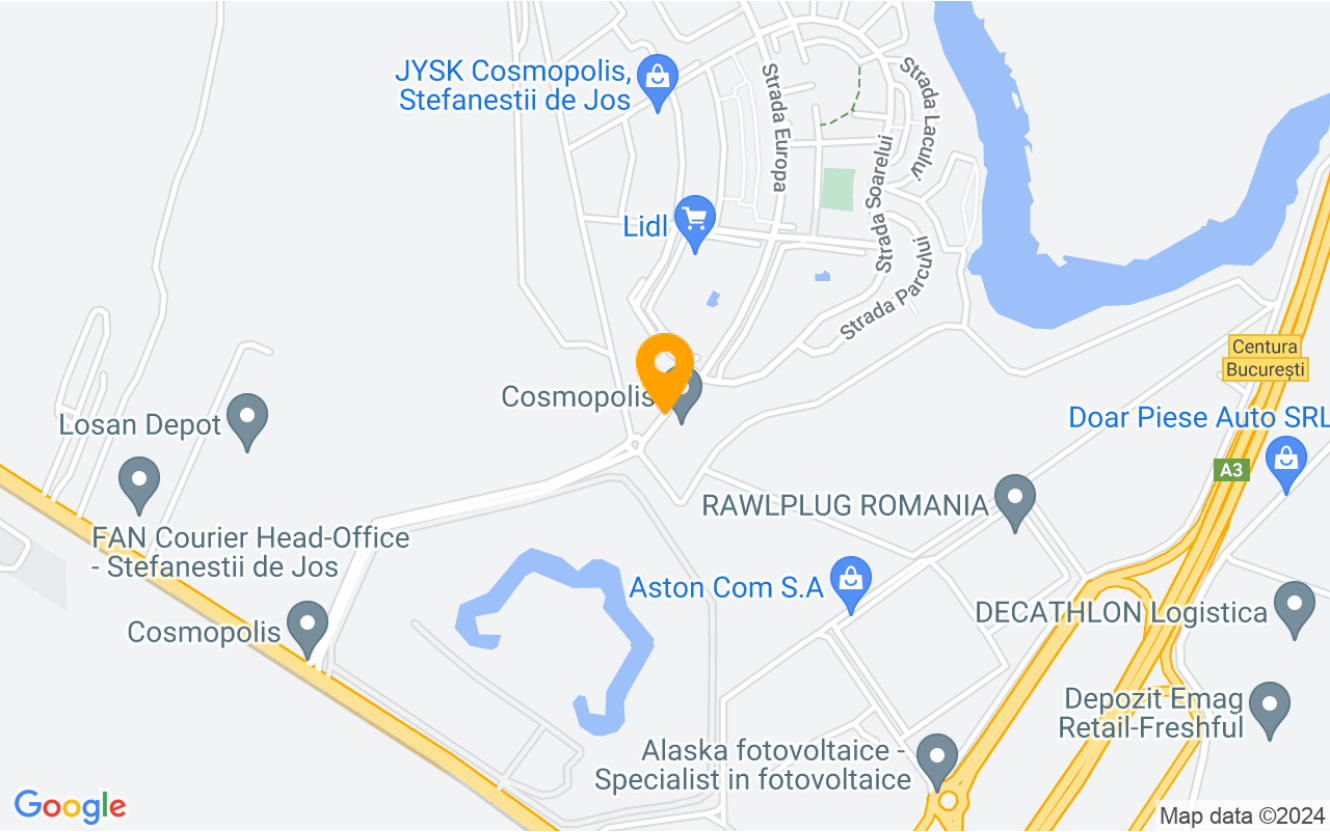 JYSK Cosmopolis,
Stefanestii de Jos
Strada Europa
Strada Lacului
Strada Soarelui
Lidl
Strada Parcului
Centura
București
Cosmopolis
Losan Depot
Doar Piese Auto SRL
A3
RAWLPLUG ROMANIA
FAN Courier Head-Office
- Stefanestii de Jos
Aston Com S.A
DECATHLON Logistica
Cosmopolis
Depozit Emag
Retail-Freshful
Alaska fotovoltaice -
Specialist in fotovoltaice
Google
Map data ©2024